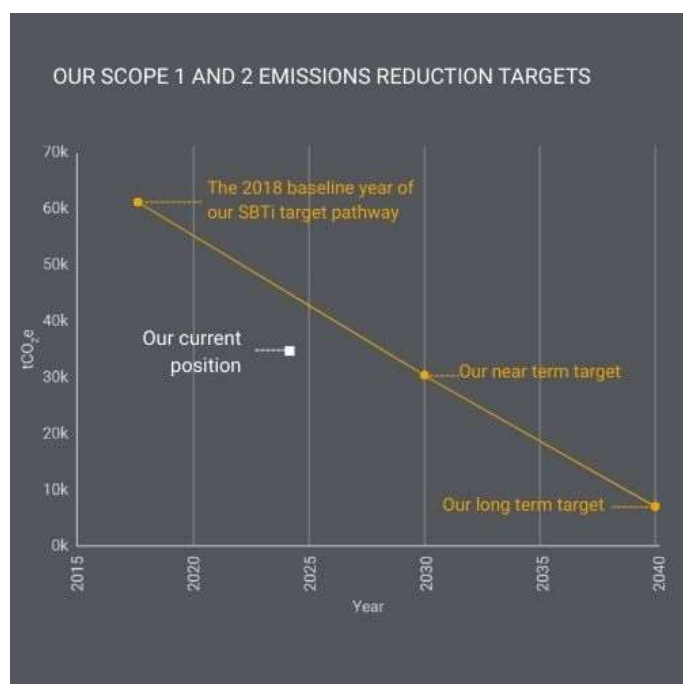 OUR SCOPE 1 AND 2 EMISSIONS REDUCTION TARGETS
70k
The 2018 baseline year of
our SBTi target pathway
60k
50k
40k
tCO₂e
Our current
position
30k
Our near term target
20k
10k
Our long term target
0k
2015
2020
2025
2030
2035
2040
Year